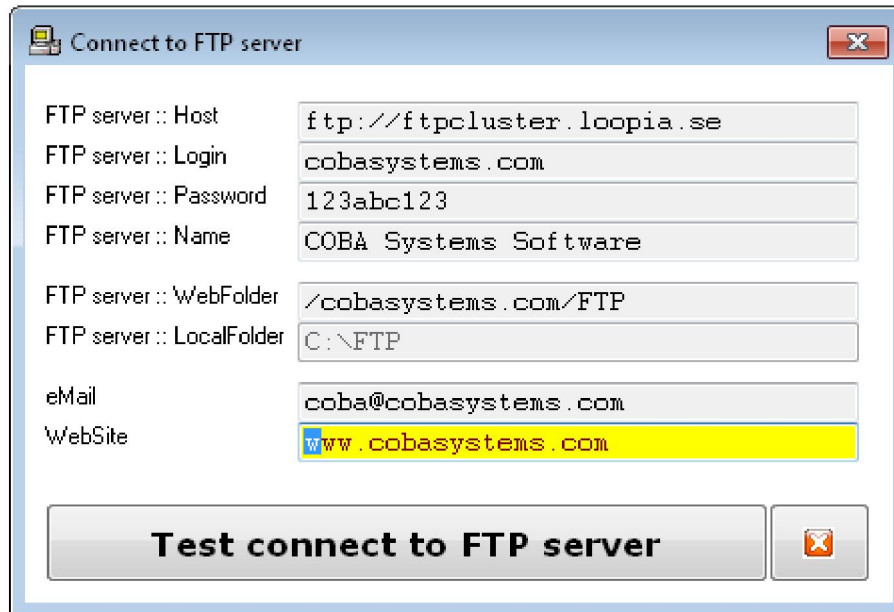 Connect to FTP server
FTP server :: Host ftp://ftpcluster.loopia.se
FTP server :: Login cobasystems.com
FTP server :: Password 123abc123
FTP server :: Name COBA Systems Software
FTP server :: WebFolder /cobasystems.com/FTP
FTP server :: LocalFolder C:\FTP
eMail coba@cobasystems.com
WebSite www.cobasystems.com
Test connect to FTP server